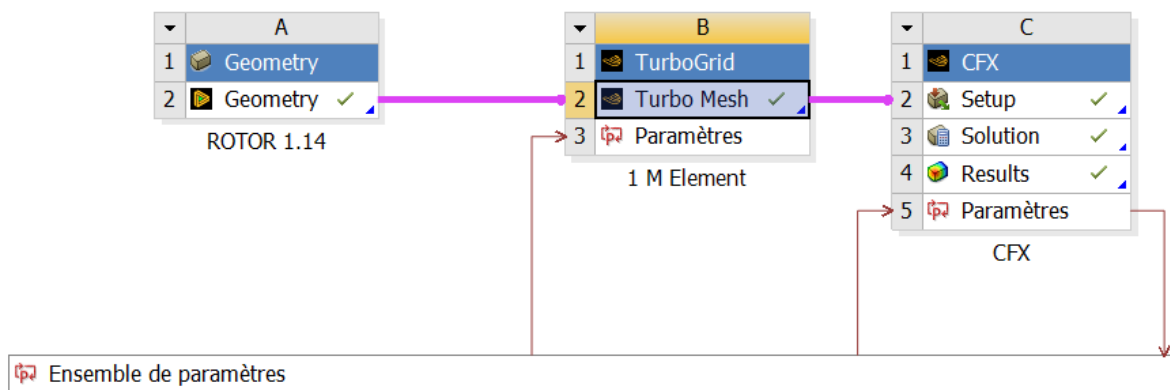 A
1 Geometry
2 Geometry
ROTOR 1.14
B
1 TurboGrid
2 Turbo Mesh
3 Paramètres
1 M Element
C
1 CFX
2 Setup
3 Solution
4 Results
5 Paramètres
CFX
Ensemble de paramètres